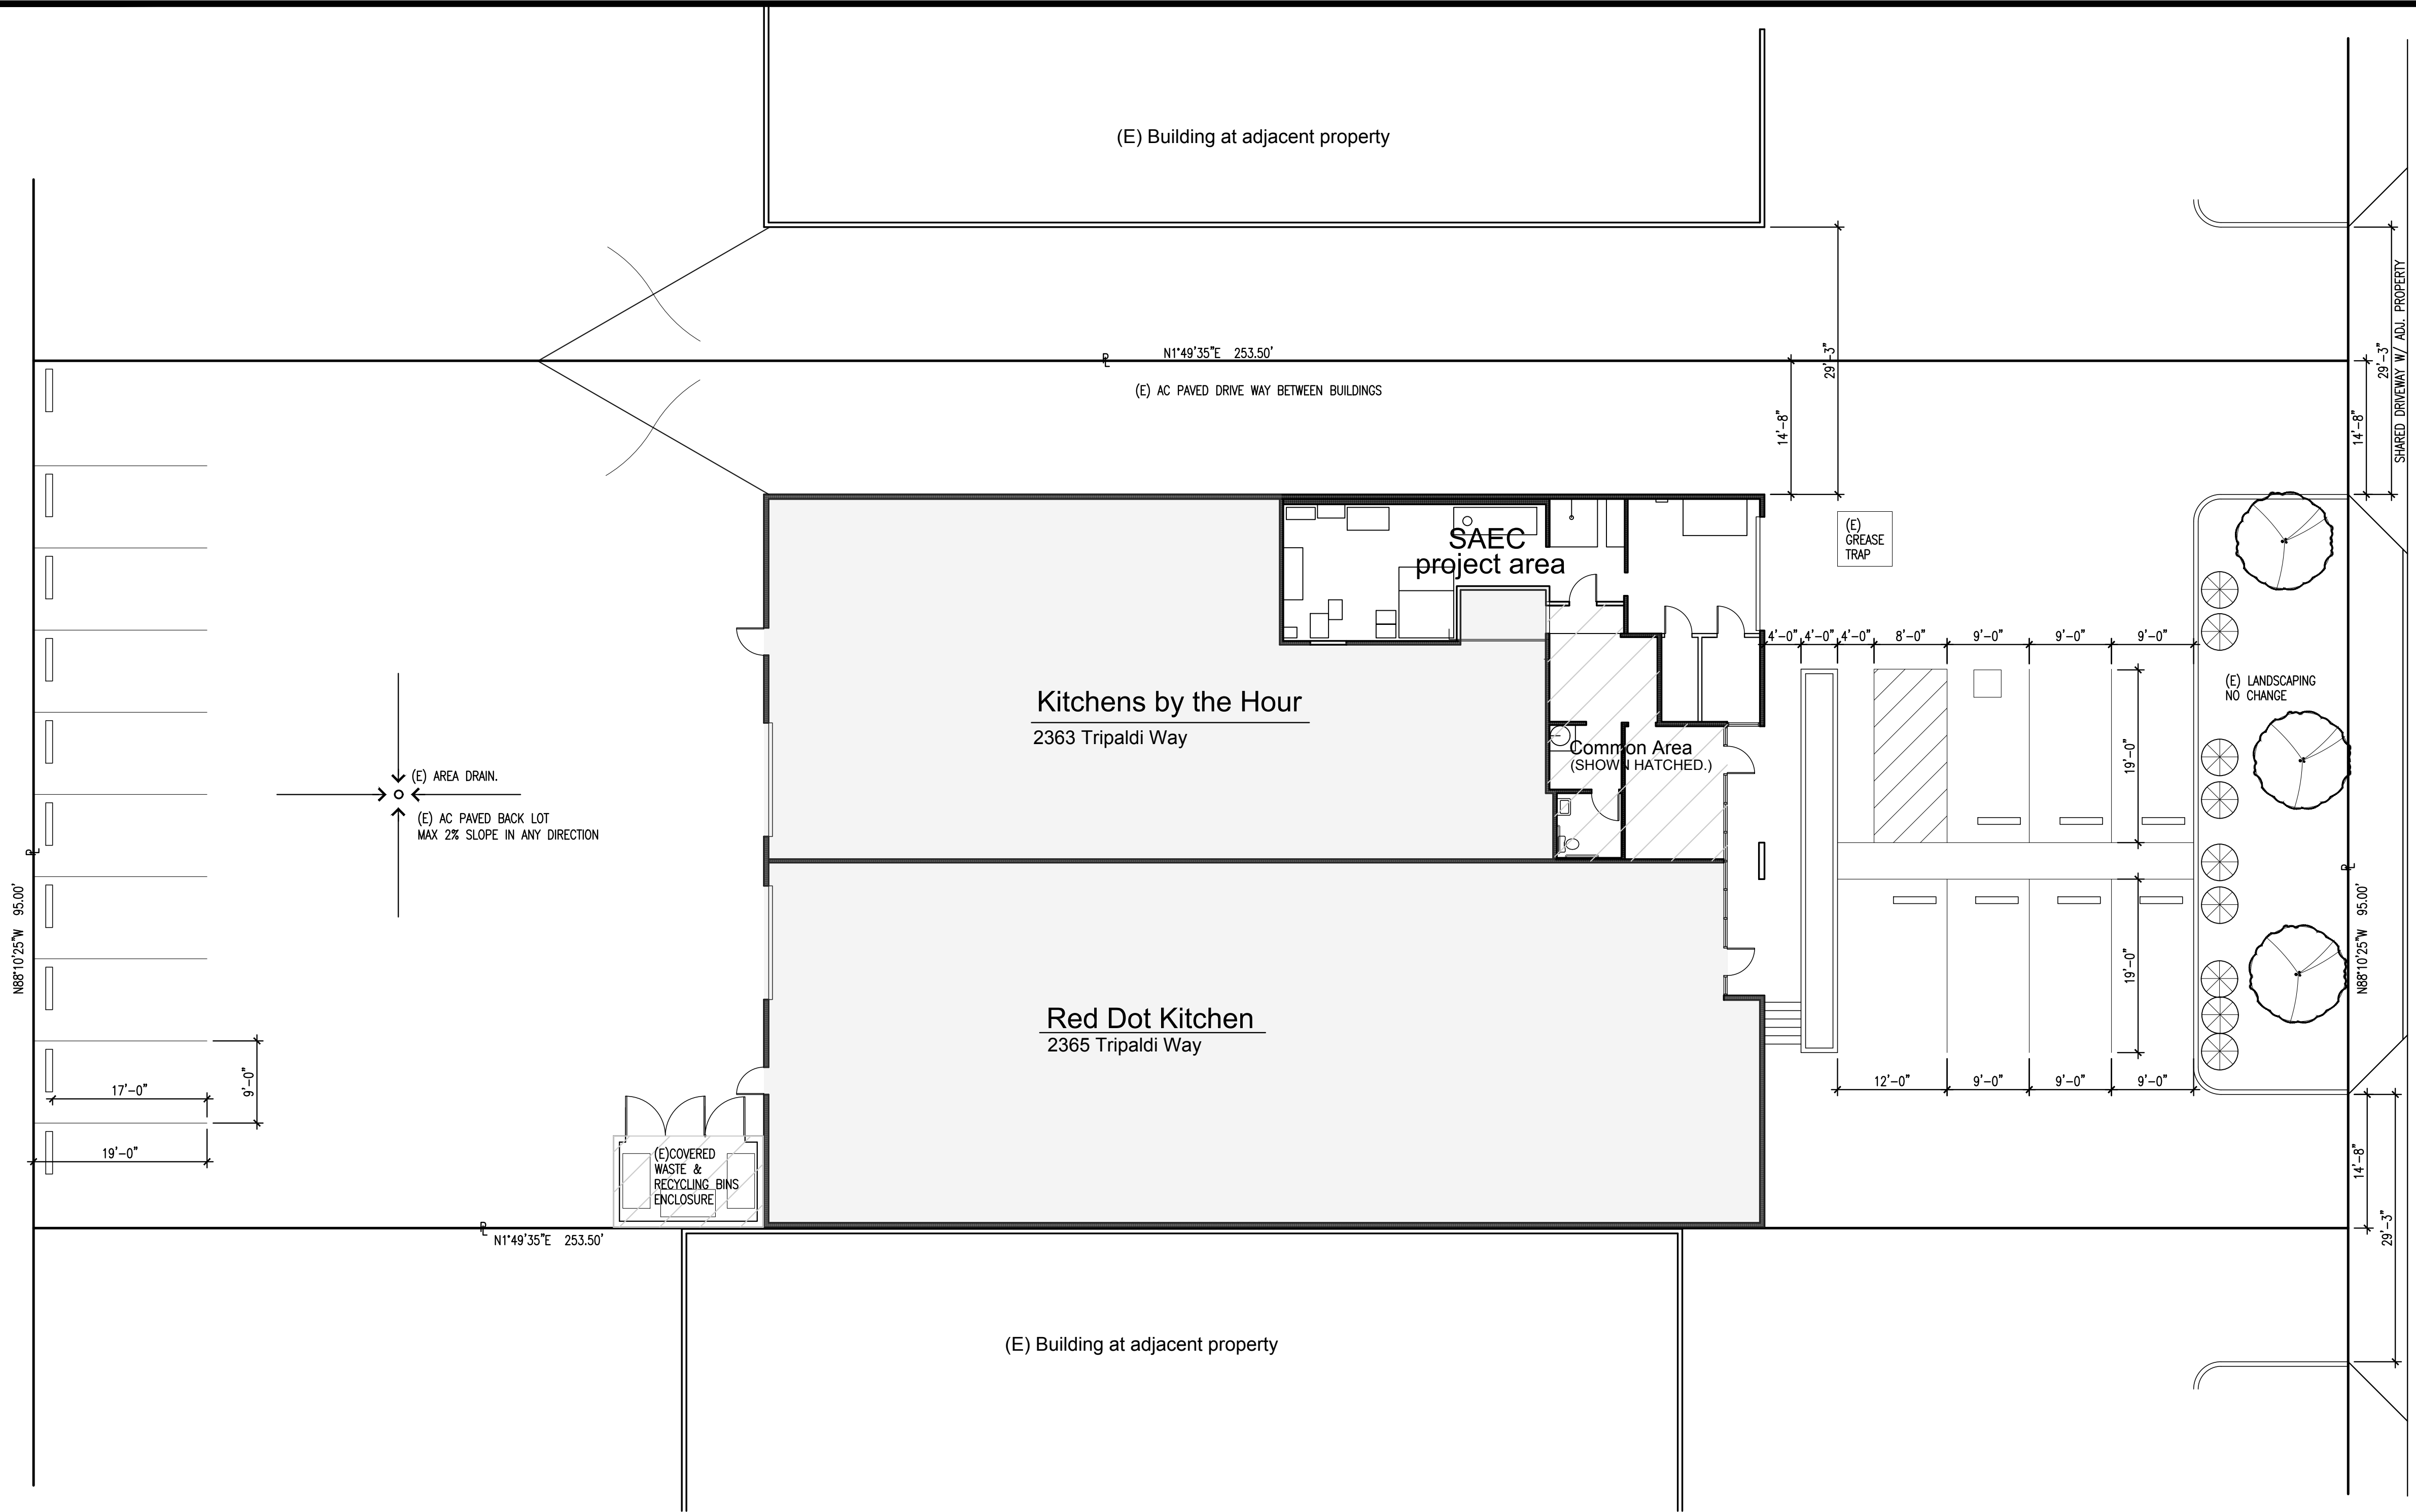 (E) Building at adjacent property
SHARED DRIVEWAY W/ ADJ. PROPERTY
29'-3"
14'-8"
29'-3"
14'-8"
PL
N1°49'35"E 253.50'
(E) AC PAVED DRIVE WAY BETWEEN BUILDINGS
SAEC
project area
(E)
GREASE
TRAP
4'-0" 4'-0" 4'-0" 8'-0" 9'-0" 9'-0" 9'-0"
(E) LANDSCAPING
NO CHANGE
Kitchens by the Hour
2363 Tripaldi Way
Common Area
(SHOWN HATCHED.)
19'-0"
(E) AREA DRAIN.
(E) AC PAVED BACK LOT
MAX 2% SLOPE IN ANY DIRECTION
PL
N88°10'25"W 95.00'
PL
N88°10'25"W 95.00'
19'-0"
Red Dot Kitchen
2365 Tripaldi Way
12'-0" 9'-0" 9'-0" 9'-0"
17'-0"
9'-0"
19'-0"
(E)COVERED
WASTE &
RECYCLING BINS
ENCLOSURE
14'-8"
29'-3"
PL
N1°49'35"E 253.50'
(E) Building at adjacent property